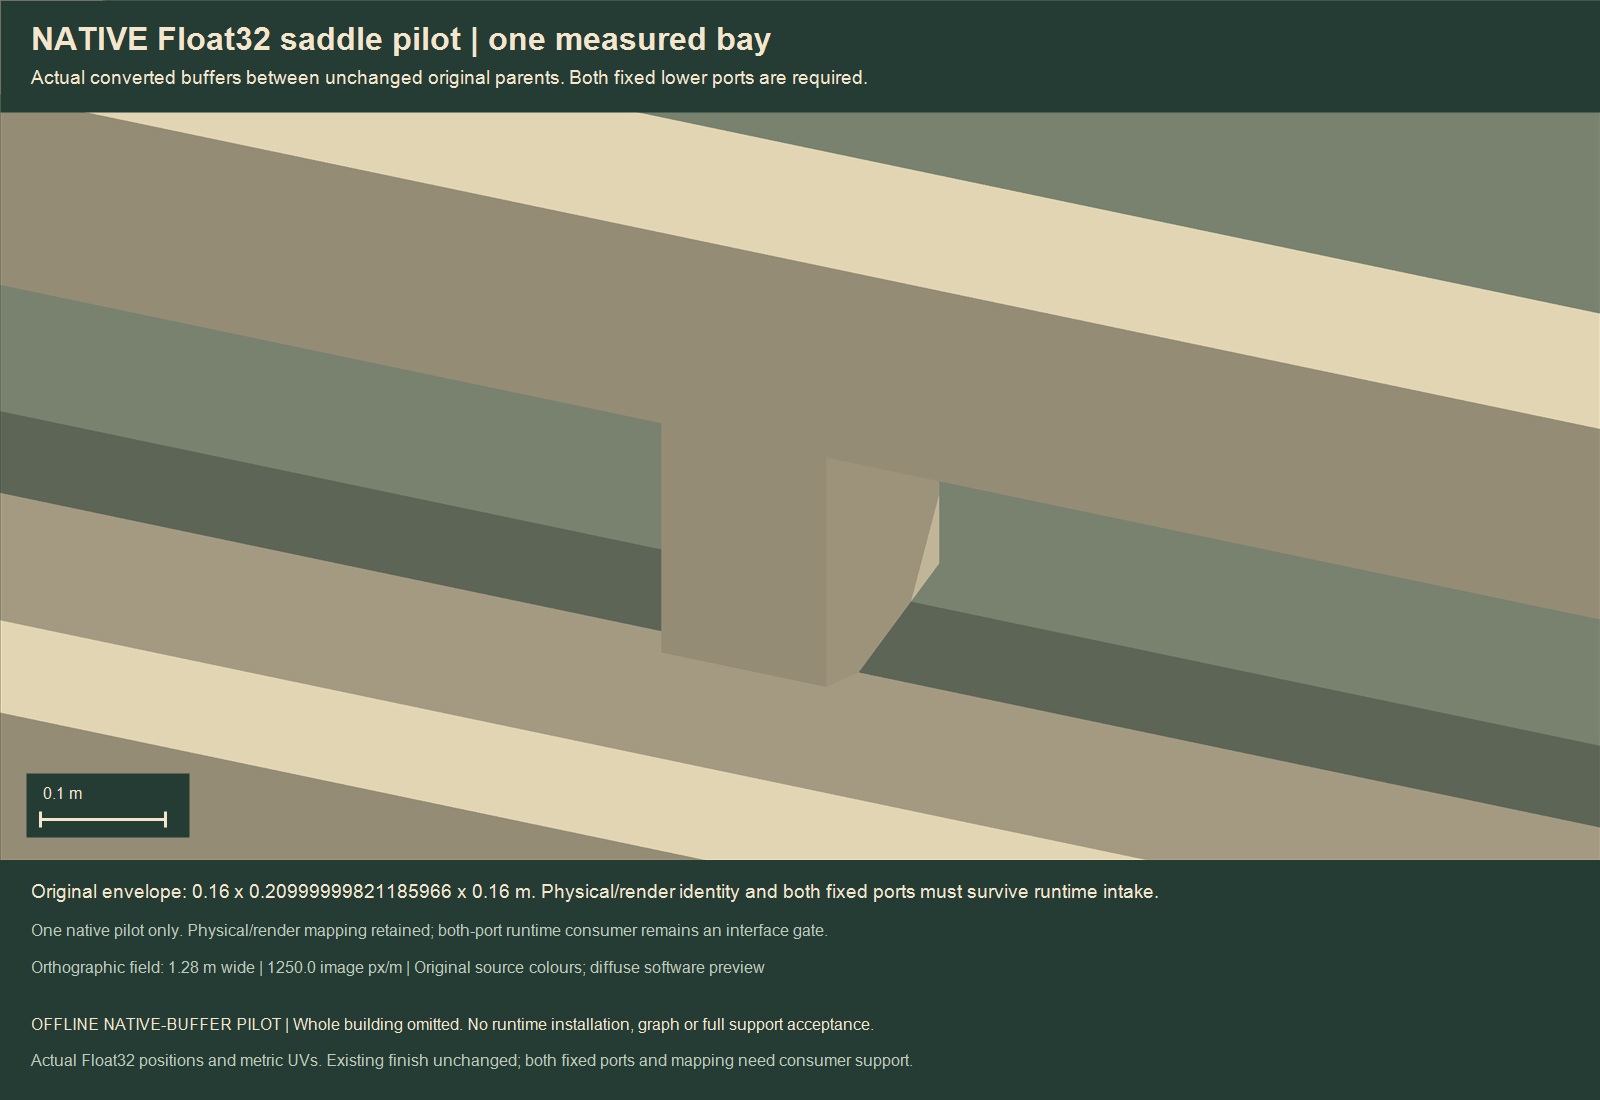 NATIVE Float32 saddle pilot | one measured bay
Actual converted buffers between unchanged original parents. Both fixed lower ports are required.
0.1 m
Original envelope: 0.16 x 0.20999999821185966 x 0.16 m. Physical/render identity and both fixed ports must survive runtime intake.
One native pilot only. Physical/render mapping retained; both-port runtime consumer remains an interface gate.
Orthographic field: 1.28 m wide | 1250.0 image px/m | Original source colours; diffuse software preview
OFFLINE NATIVE-BUFFER PILOT | Whole building omitted. No runtime installation, graph or full support acceptance.
Actual Float32 positions and metric UVs. Existing finish unchanged; both fixed ports and mapping need consumer support.